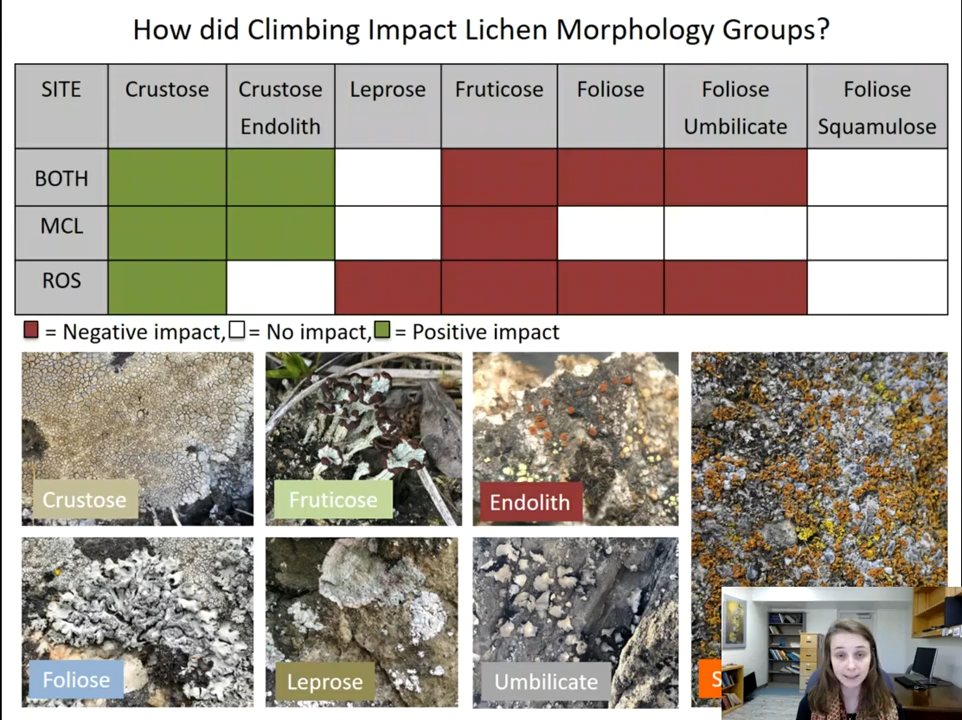 How did Climbing Impact Lichen Morphology Groups?
SITE Crustose Crustose Endolith Leprose Fruticose Foliose Foliose Umbilicate Foliose Squamulose
BOTH
MCL
ROS
= Negative impact, = No impact, = Positive impact
Crustose
Fruticose
Endolith
Foliose
Leprose
Umbilicate